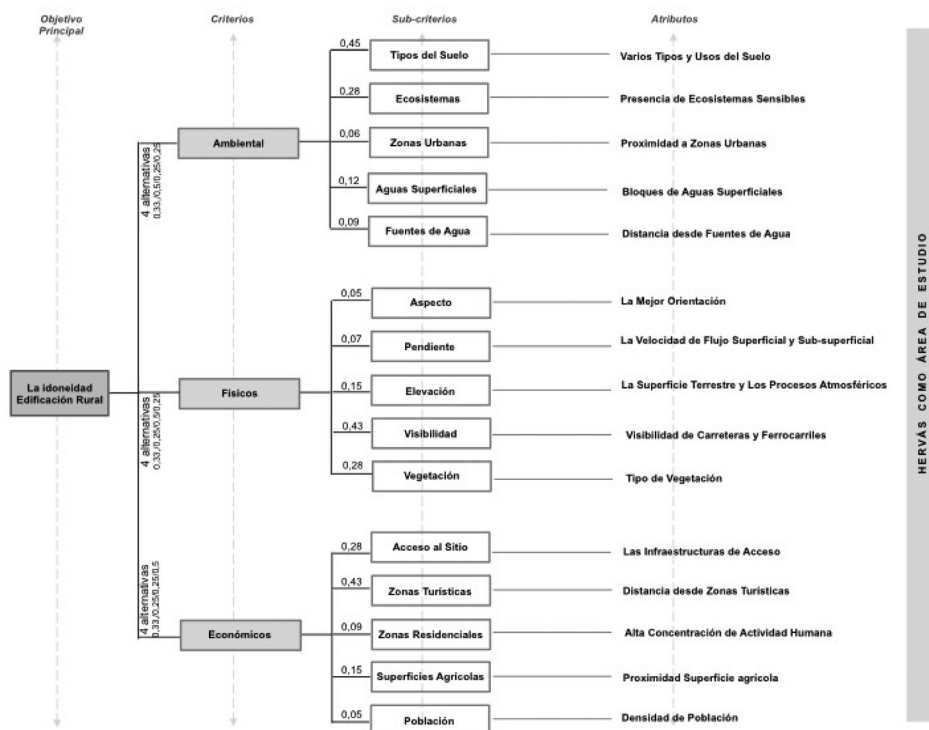 Objetivo
Principal
Criterios
Sub-criterios
Atributos
La idoneidad
Edificación Rural
4 alternativas
0,33,/0,5/0,25/0,25
Ambiental
0,45
Tipos del Suelo
Varios Tipos y Usos del Suelo
0,28
Ecosistemas
Presencia de Ecosistemas Sensibles
0,06
Zonas Urbanas
Proximidad a Zonas Urbanas
0,12
Aguas Superficiales
Bloques de Aguas Superficiales
0,09
Fuentes de Agua
Distancia desde Fuentes de Agua
4 alternativas
0,33,/0,25/0,5/0,25
Físicos
0,05
Aspecto
La Mejor Orientación
0,07
Pendiente
La Velocidad de Flujo Superficial y Sub-superficial
0,15
Elevación
La Superficie Terrestre y Los Procesos Atmosféricos
0,43
Visibilidad
Visibilidad de Carreteras y Ferrocarriles
0,28
Vegetación
Tipo de Vegetación
4 alternativas
0,33,/0,25/0,25/0,5
Económicos
0,28
Acceso al Sitio
Las Infraestructuras de Acceso
0,43
Zonas Turísticas
Distancia desde Zonas Turísticas
0,09
Zonas Residenciales
Alta Concentración de Actividad Humana
0,15
Superficies Agrícolas
Proximidad Superficie agrícola
0,05
Población
Densidad de Población
HERVÁS COMO ÁREA DE ESTUDIO